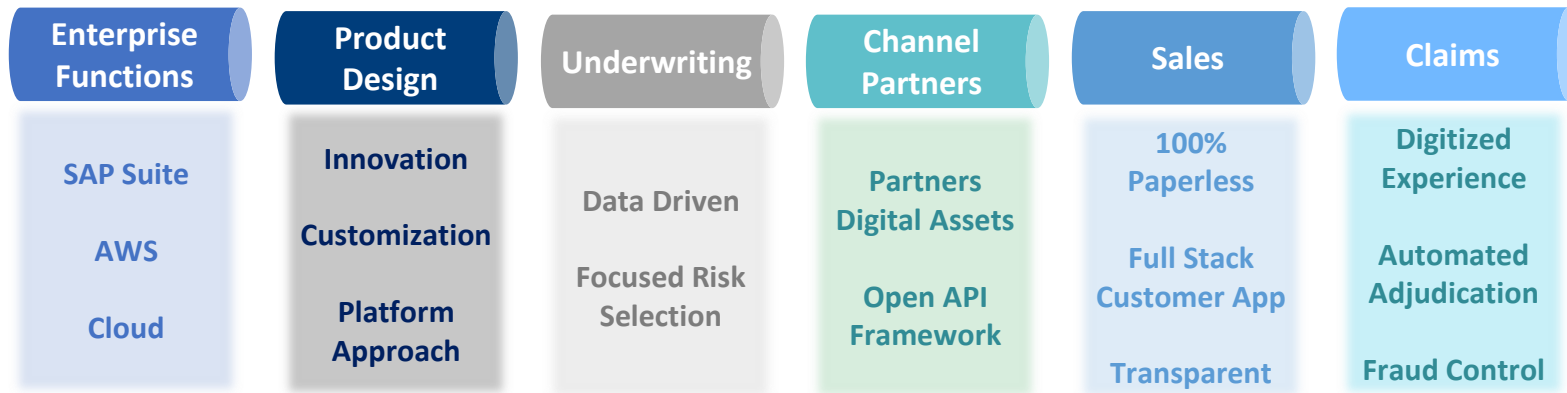 Enterprise
Functions
SAP Suite
AWS
Cloud
Product
Design
Innovation
Customization
Platform
Approach
Underwriting
Data Driven
Focused Risk
Selection
Channel
Partners
Partners
Digital Assets
Open API
Framework
Sales
100%
Paperless
Full Stack
Customer App
Transparent
Claims
Digitized
Experience
Automated
Adjudication
Fraud Control